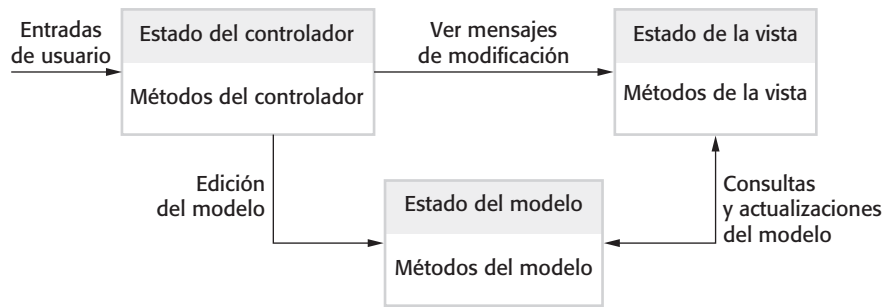 Entradas
de usuario
Estado del controlador
Métodos del controlador
Ver mensajes
de modificación
Estado de la vista
Métodos de la vista
Edición
del modelo
Estado del modelo
Métodos del modelo
Consultas
y actualizaciones
del modelo